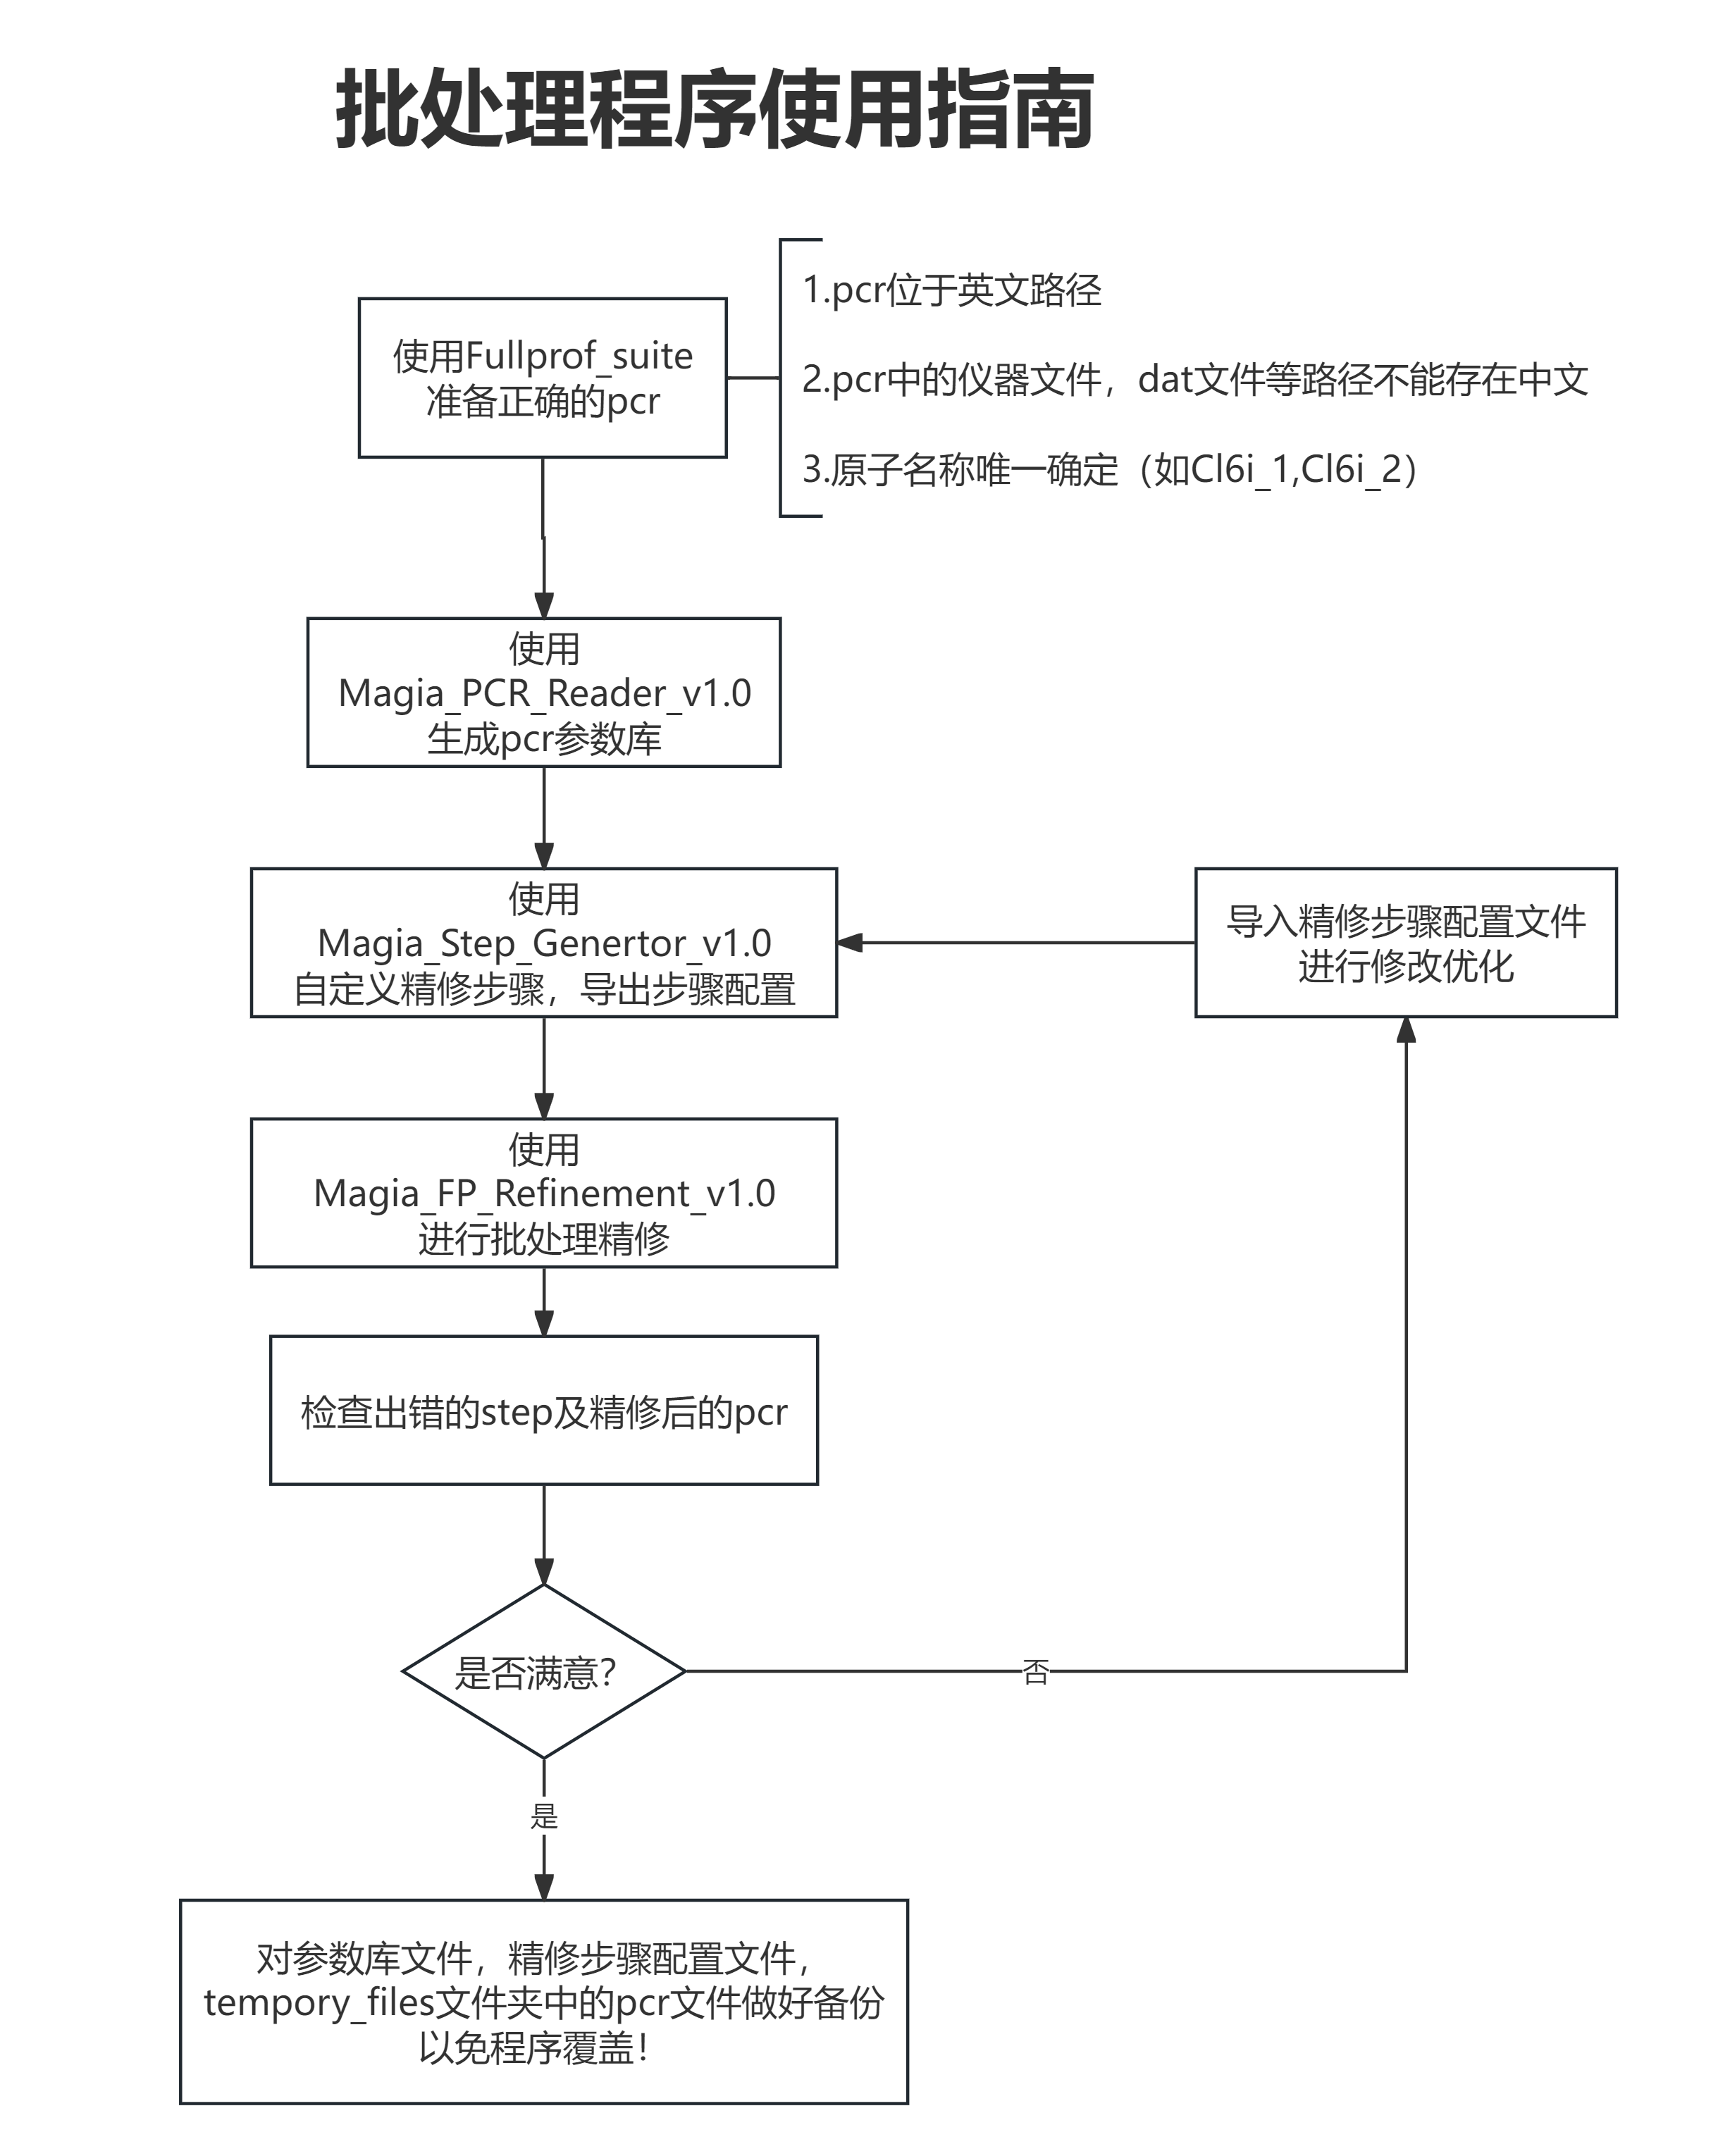 批处理程序使用指南
使用Fullprof_suite
准备正确的pcr
1.pcr位于英文路径
2.pcr中的仪器文件，dat文件等路径不能存在中文
3.原子名称唯一确定（如Cl6i_1,Cl6i_2）
使用
Magia_PCR_Reader_v1.0
生成pcr参数库
使用
Magia_Step_Genertor_v1.0
自定义精修步骤，导出步骤配置
导入精修步骤配置文件
进行修改优化
使用
Magia_FP_Refinement_v1.0
进行批处理精修
检查出错的step及精修后的pcr
是否满意？
否
是
对参数库文件，精修步骤配置文件，
tempory_files文件夹中的pcr文件做好备份
以免程序覆盖！